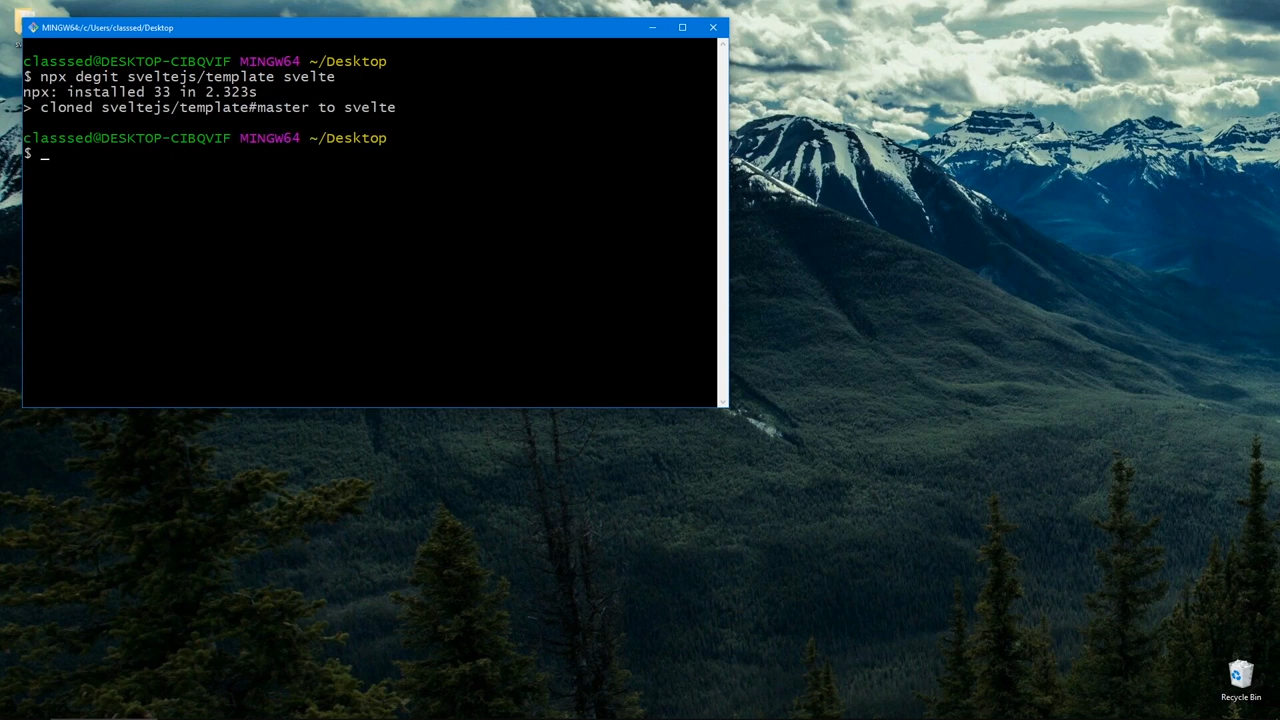 MINGW64:/c/Users/classsed/Desktop
classsed@DESKTOP-CIBQVIF MINGW64 ~/Desktop
$ npx degit sveltejs/template svelte
npx: installed 33 in 2.323s
> cloned sveltejs/template#master to svelte
classsed@DESKTOP-CIBQVIF MINGW64 ~/Desktop
$ _
Recycle Bin